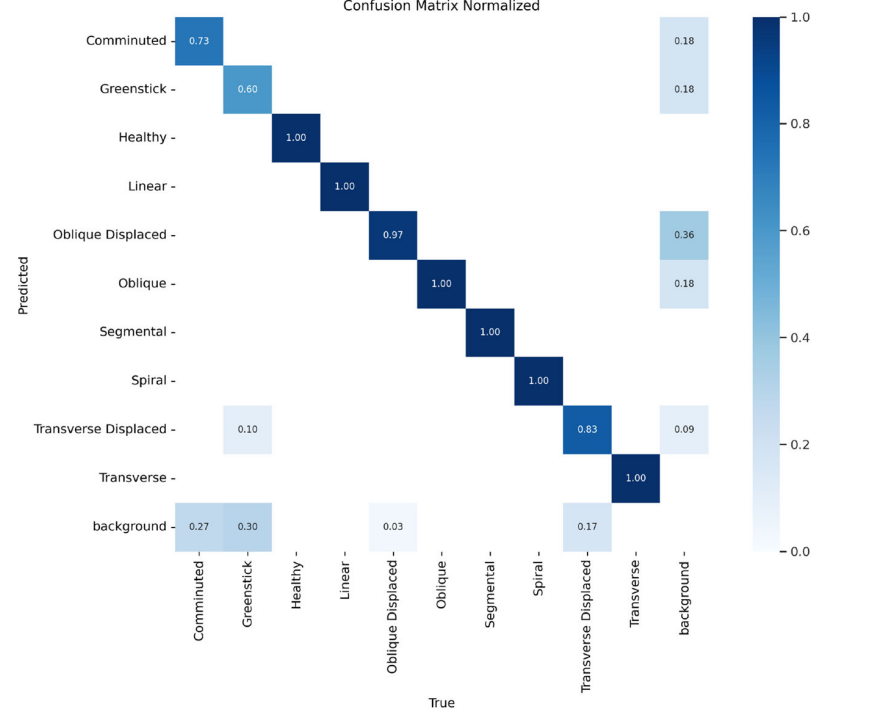 Confusion Matrix Normalized
Comminuted 0.73 0.18
Greenstick 0.60 0.18
Healthy 1.00
Linear 1.00
Oblique Displaced 0.97 0.36
Oblique 1.00 0.18
Segmental 1.00
Spiral 1.00
Transverse Displaced 0.10 0.83 0.09
Transverse 1.00
background 0.27 0.30 0.03 0.17
Predicted
Comminuted
Greenstick
Healthy
Linear
Oblique Displaced
Oblique
Segmental
Spiral
Transverse Displaced
Transverse
background
True
1.0
0.8
0.6
0.4
0.2
0.0